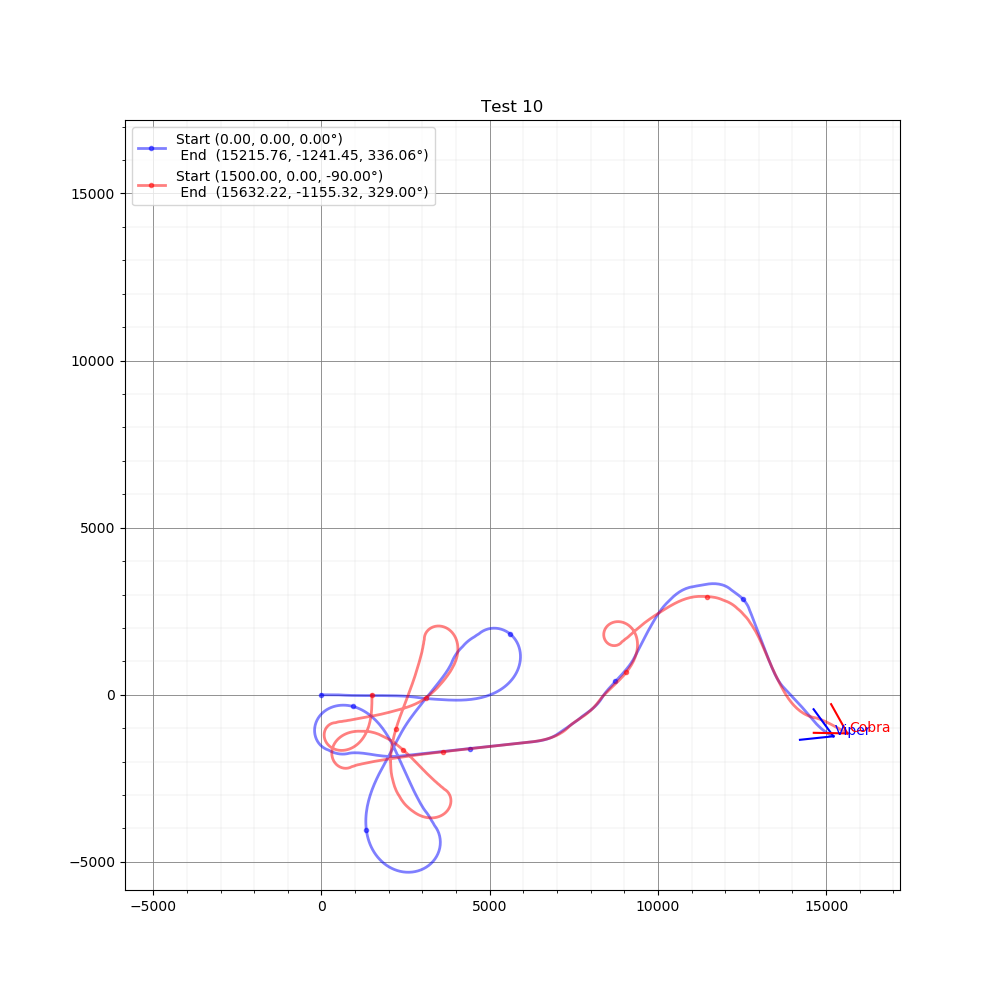 Test 10
Start (0.00, 0.00, 0.00°)
End  (15215.76, -1241.45, 336.06°)
Start (1500.00, 0.00, -90.00°)
End  (15632.22, -1155.32, 329.00°)
15000
10000
5000
0
−5000
Viper
Cobra
−5000
0
5000
10000
15000